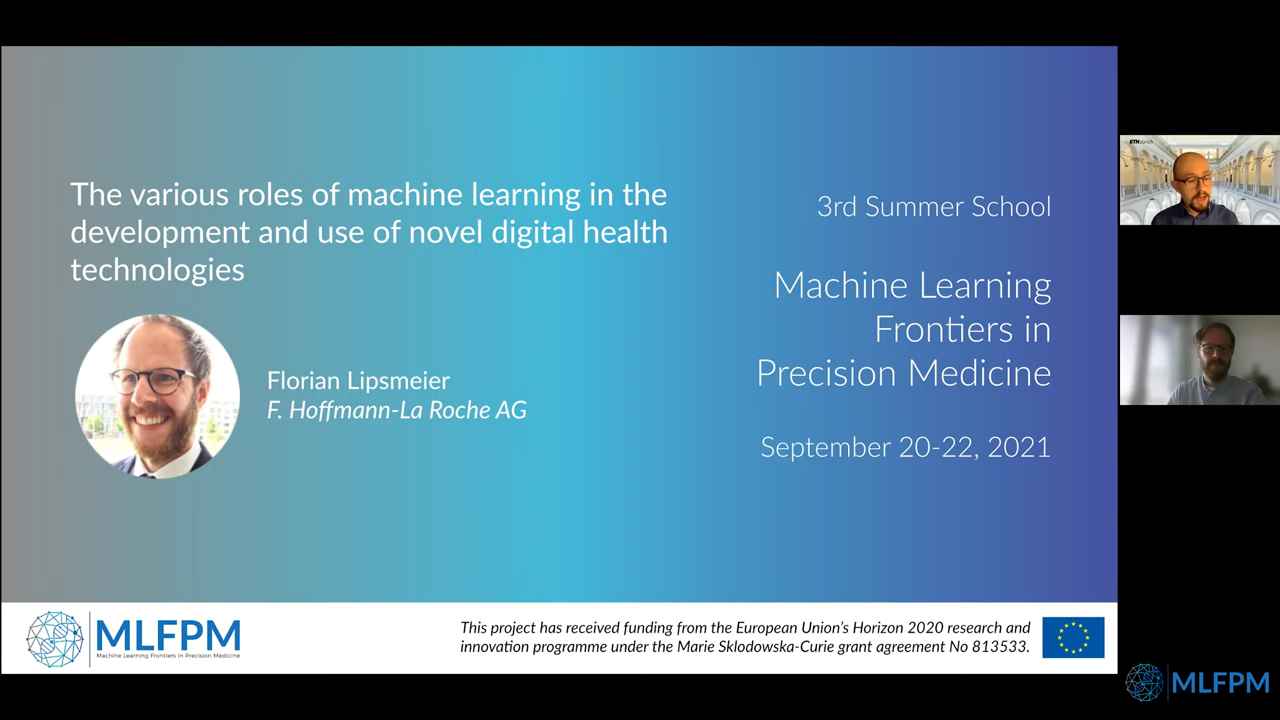 The various roles of machine learning in the
development and use of novel digital health
technologies
Florian Lipsmeier
F. Hoffmann-La Roche AG
3rd Summer School
Machine Learning
Frontiers in
Precision Medicine
September 20-22, 2021
MLFPM
Machine Learning Frontiers in Precision Medicine
This project has received funding from the European Union's Horizon 2020 research and
innovation programme under the Marie Sklodowska-Curie grant agreement No 813533.
ETH zürich
MLFPM